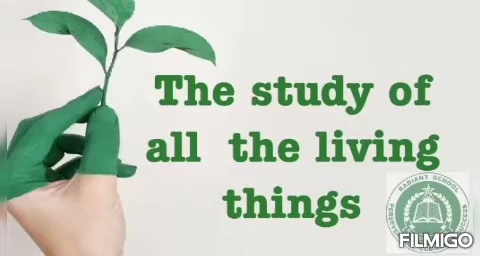 The study of
all the living
things
RADIANT SCHOOL
FILMIGO